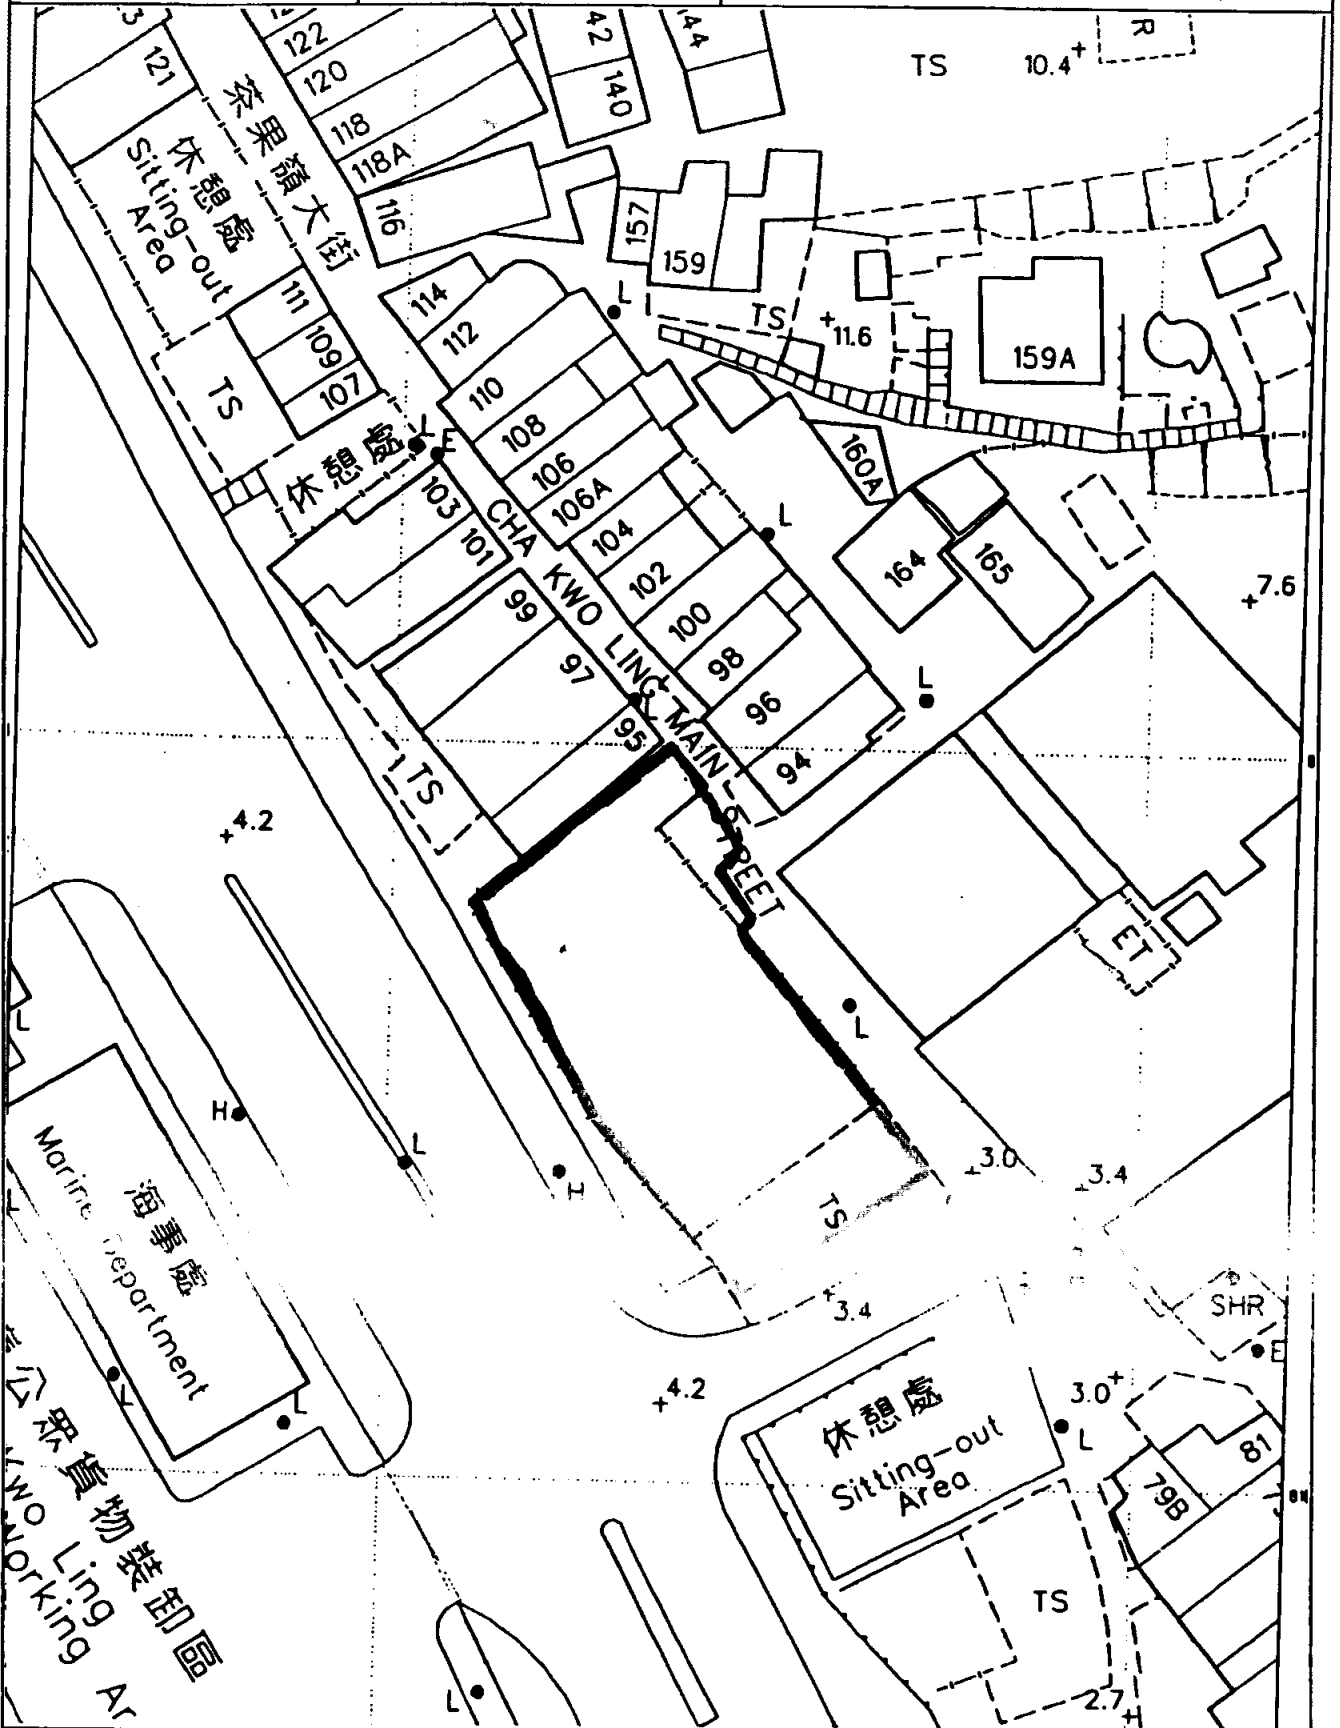 121
122
120
118
118A
116
42
140
44
R
TS
10.4
茶果嶺大街
休憩處
Sitting-out
Area
157
159
111
109
107
TS
114
112
110
108
106
106A
104
102
100
98
96
94
L
TS
11.6
159A
160A
164
165
7.6
休憩處
L
E
103
101
99
97
95
CHA KWO LING MAIN STREET
L
L
TS
4.2
ET
L
L
H
L
H
海事處
Marine Department
L
TS
3.0
3.4
3.4
SHR
E
4.2
3.0
L
休憩處
Sitting-out
Area
81
79B
TS
2.7
H
L
L
公眾貨物裝卸區
Ling